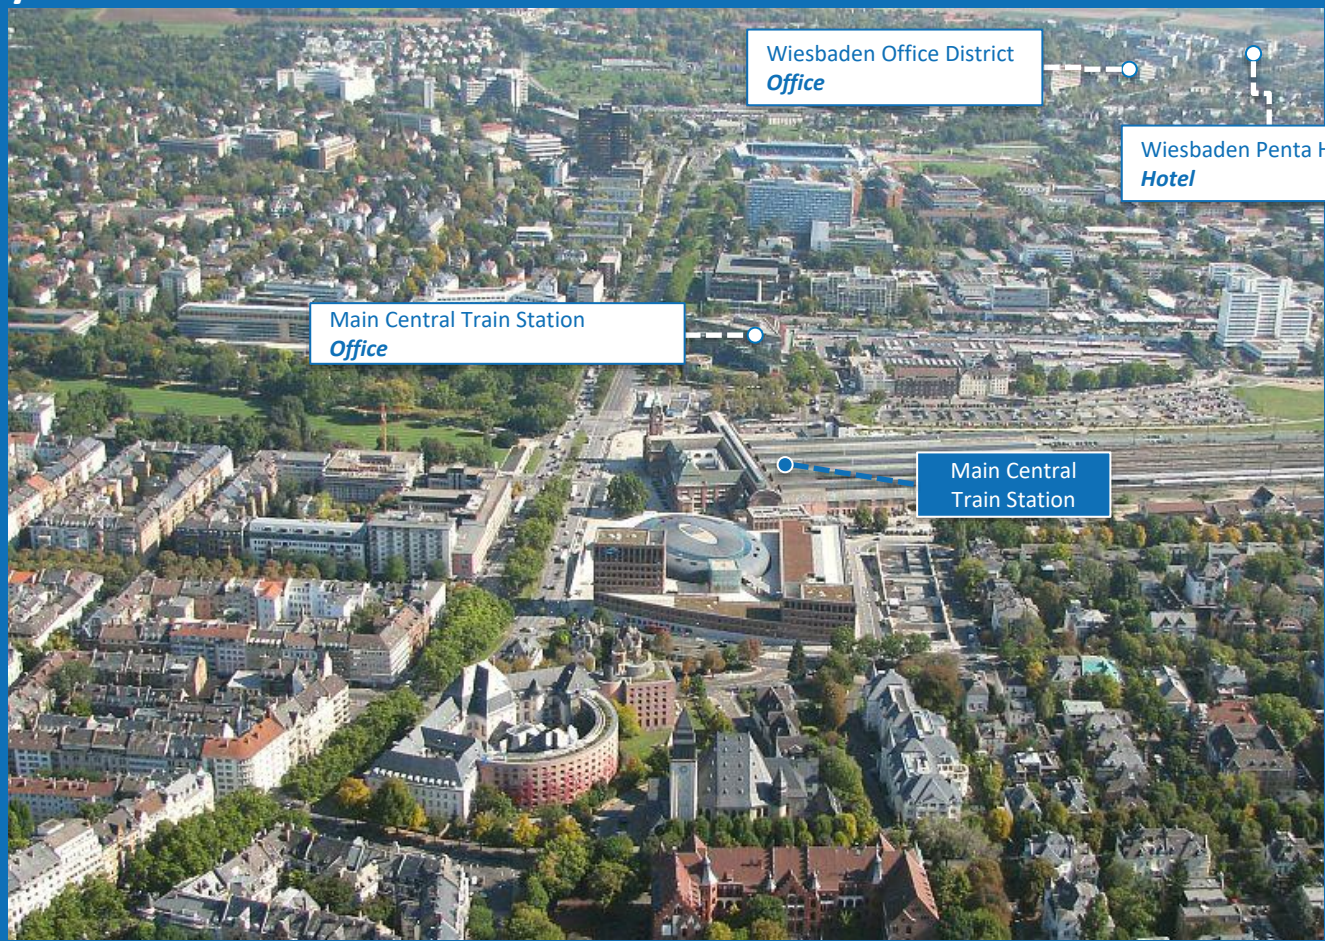 Wiesbaden Office District
Office
Wiesbaden Penta H
Hotel
Main Central Train Station
Office
Main Central
Train Station